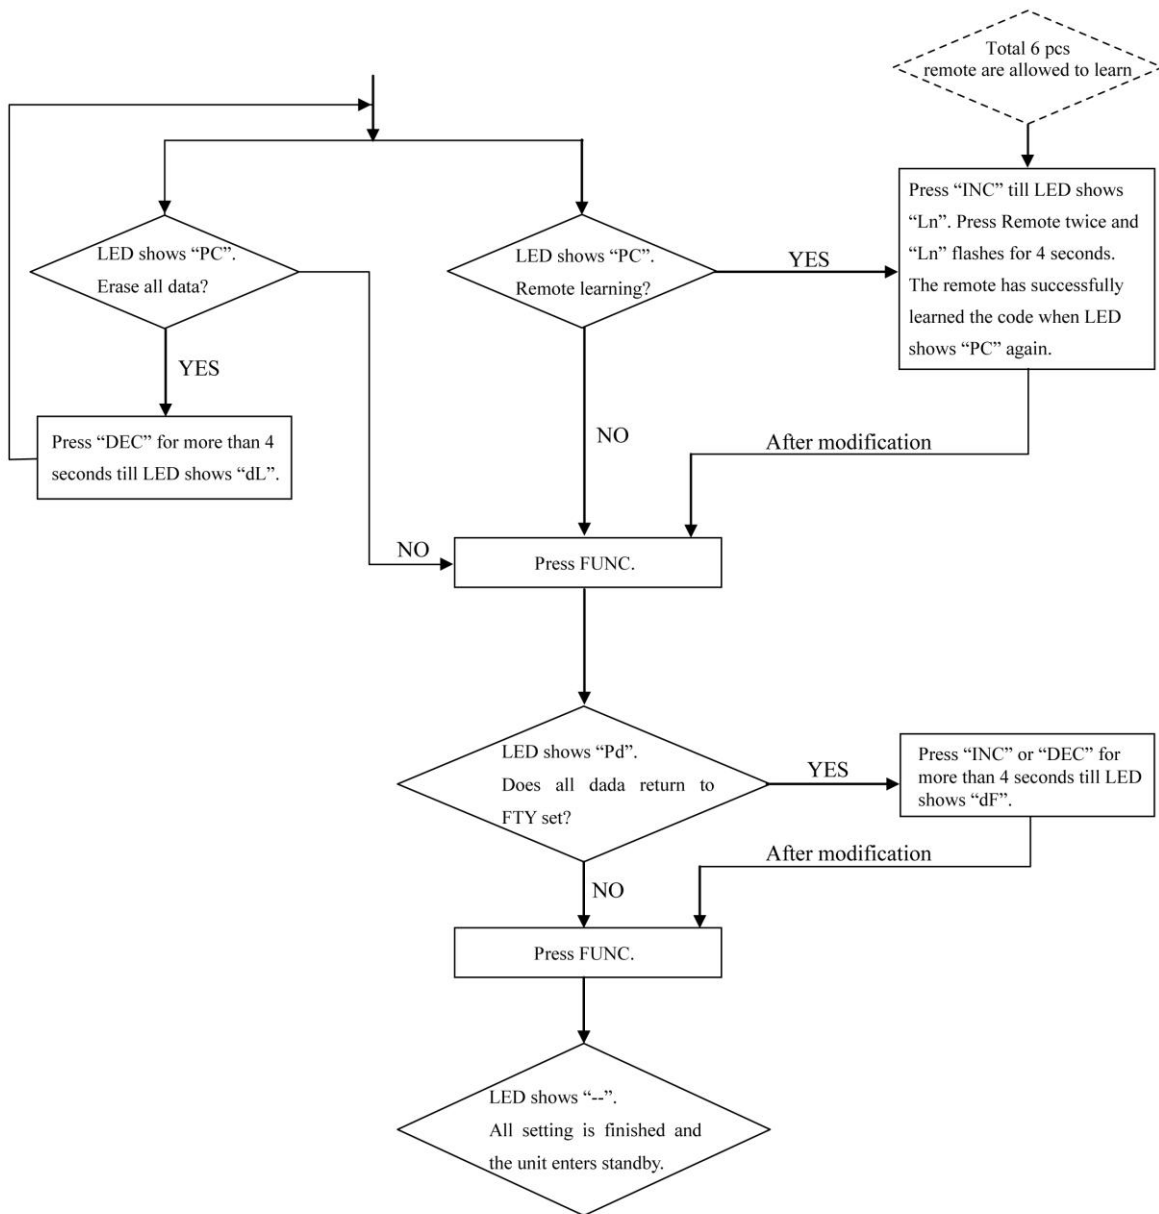 Total 6 pcs
remote are allowed to learn
LED shows “PC”.
Erase all data?
YES
Press “DEC” for more than 4
seconds till LED shows “dL”.
NO
LED shows “PC”.
Remote learning?
YES
NO
Press “INC” till LED shows
“Ln”. Press Remote twice and
“Ln” flashes for 4 seconds.
The remote has successfully
learned the code when LED
shows “PC” again.
After modification
Press FUNC.
LED shows “Pd”.
Does all dada return to
FTY set?
YES
Press “INC” or “DEC” for
more than 4 seconds till LED
shows “dF”.
After modification
NO
Press FUNC.
LED shows “--”.
All setting is finished and
the unit enters standby.